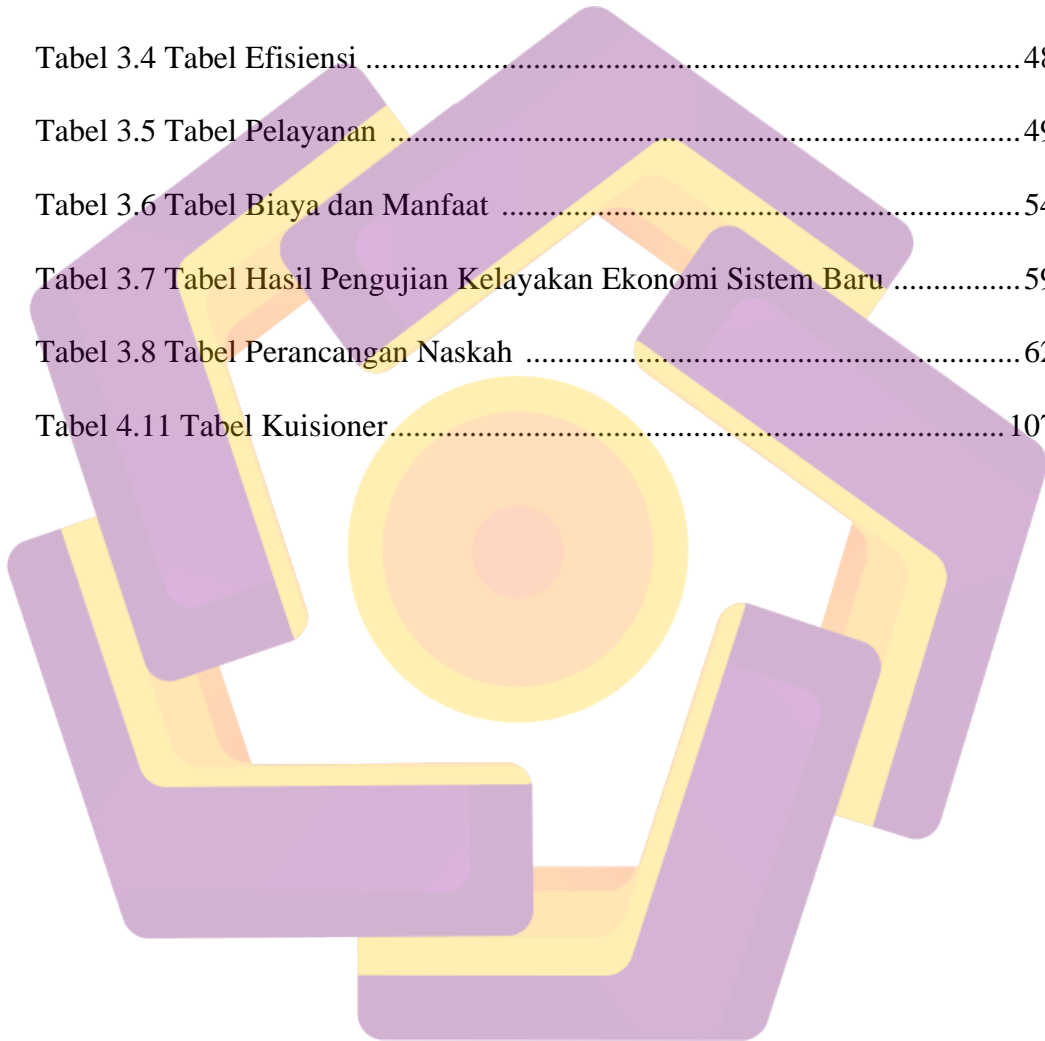 Tabel 3.4 Tabel Efisiensi ........................................................................................ 48
Tabel 3.5 Tabel Pelayanan ..................................................................................... 49
Tabel 3.6 Tabel Biaya dan Manfaat ...................................................................... 54
Tabel 3.7 Tabel Hasil Pengujian Kelayakan Ekonomi Sistem Baru ................ 59
Tabel 3.8 Tabel Perancangan Naskah ................................................................... 62
Tabel 4.11 Tabel Kuisioner................................................................................... 107